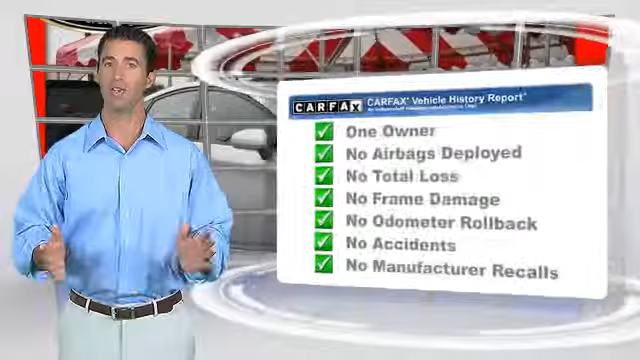 CARFAX CARFAX Vehicle History Report
One Owner
No Airbags Deployed
No Total Loss
No Frame Damage
No Odometer Rollback
No Accidents
No Manufacturer Recalls